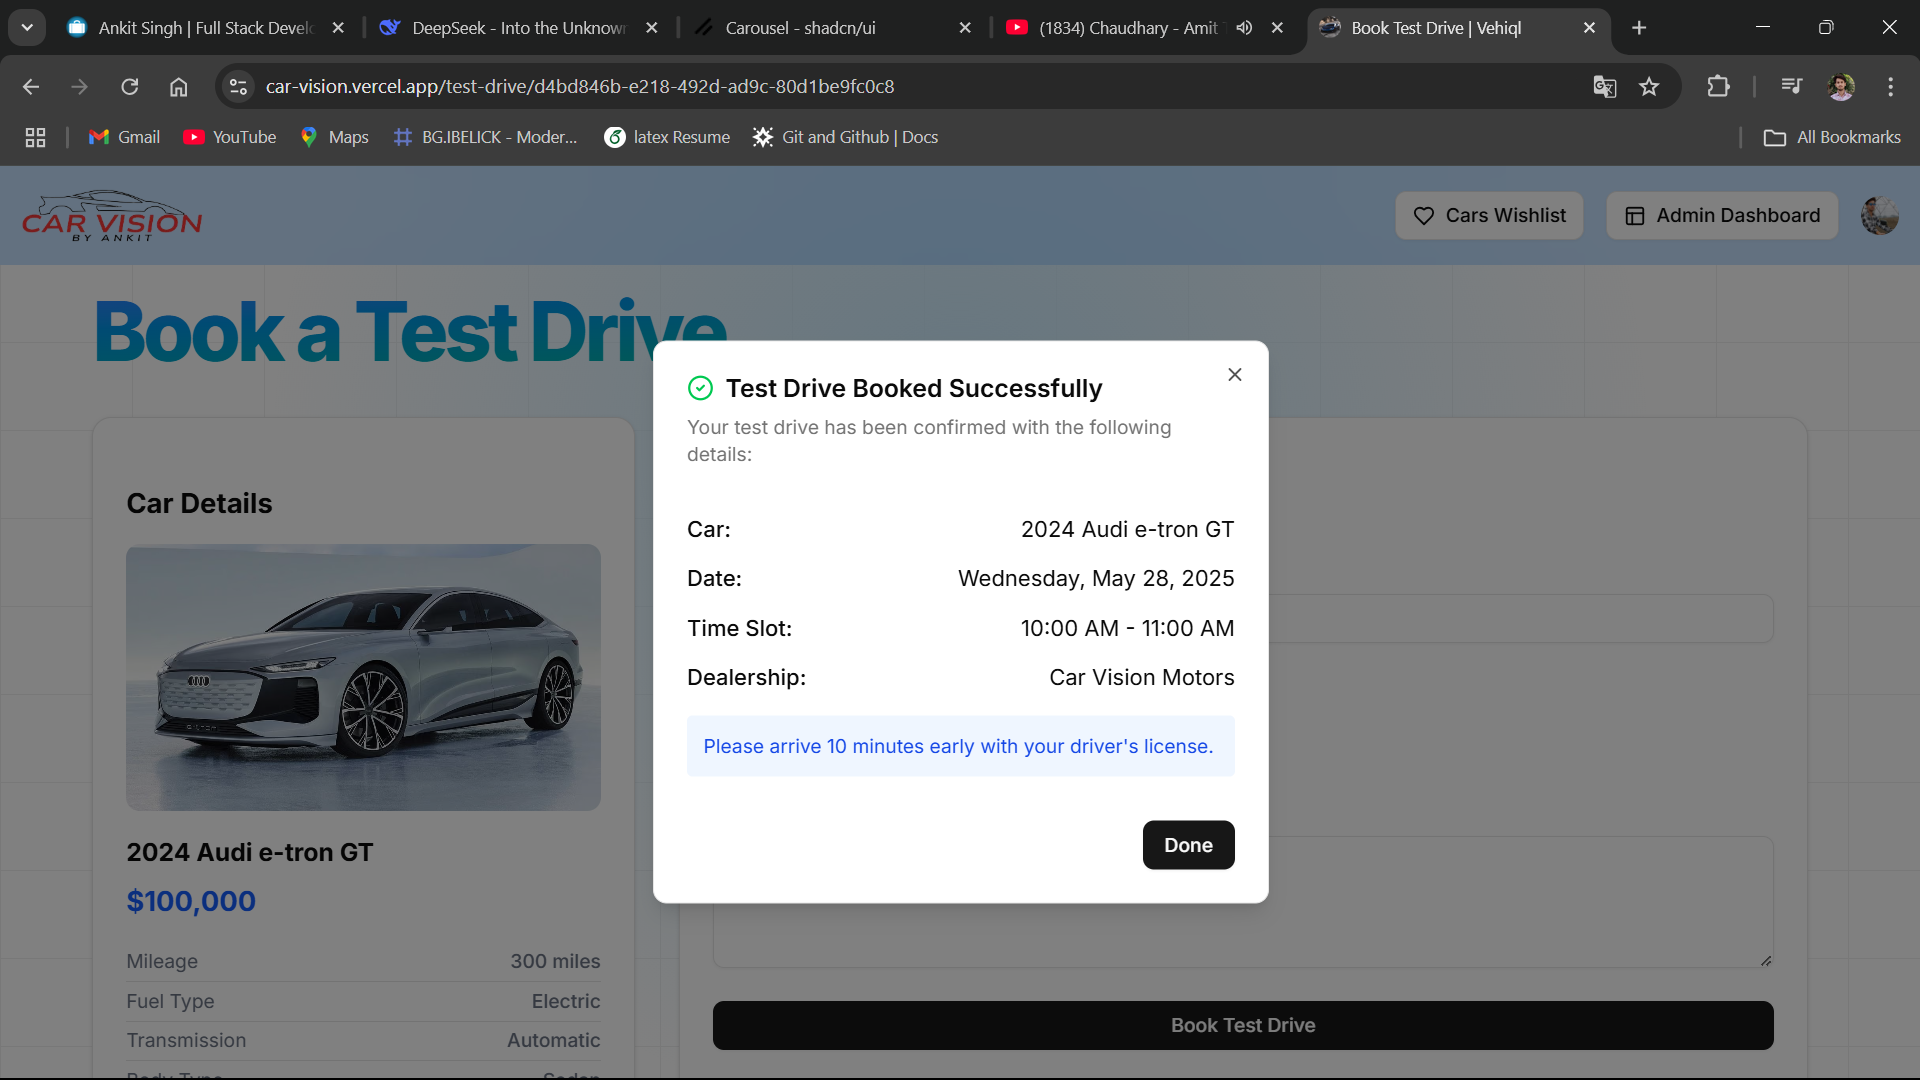 Ankit Singh | Full Stack Develo
DeepSeek - Into the Unknown
Carousel - shadcn/ui
(1834) Chaudhary - Amit T
Book Test Drive | Vehiql
car-vision.vercel.app/test-drive/d4bd846b-e218-492d-ad9c-80d1be9fc0c8
Gmail
YouTube
Maps
BG.IBELICK - Moder...
latex Resume
Git and Github | Docs
All Bookmarks
CAR VISION
BY ANKIT
Cars Wishlist
Admin Dashboard
Book a Test Drive
Car Details
2024 Audi e-tron GT
$100,000
Mileage 300 miles
Fuel Type Electric
Transmission Automatic
Body Type Sedan
Test Drive Booked Successfully
Your test drive has been confirmed with the following
details:
Car: 2024 Audi e-tron GT
Date: Wednesday, May 28, 2025
Time Slot: 10:00 AM - 11:00 AM
Dealership: Car Vision Motors
Please arrive 10 minutes early with your driver's license.
Done
Book Test Drive